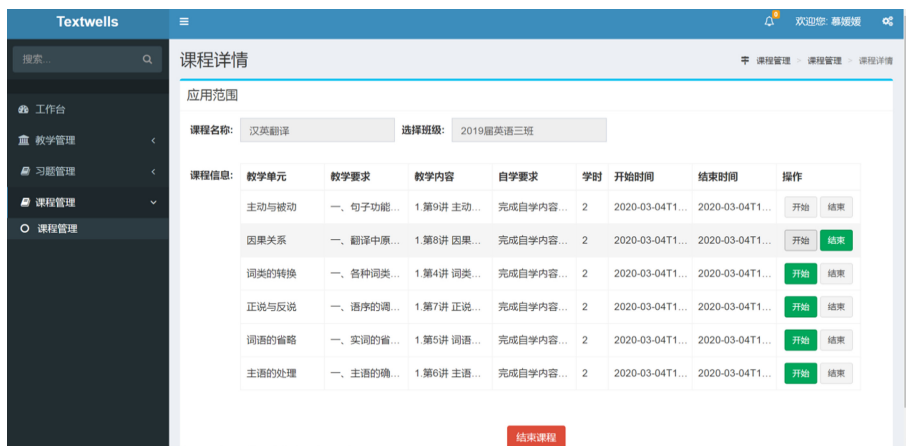 Textwells
8
欢迎您: 慕媛媛
搜索...
课程详情
课程管理 > 课程管理 > 课程详情
工作台
教学管理
习题管理
课程管理
课程管理
应用范围
课程名称: 汉英翻译 选择班级: 2019届英语三班
课程信息: 教学单元 教学要求 教学内容 自学要求 学时 开始时间 结束时间 操作
主动与被动 一、句子功能... 1.第9讲 主动... 完成自学内容... 2 2020-03-04T1... 2020-03-04T1... 开始 结束
因果关系 一、翻译中原... 1.第8讲 因果... 完成自学内容... 2 2020-03-04T1... 2020-03-04T1... 开始 结束
词类的转换 一、各种词类... 1.第4讲 词类... 完成自学内容... 2 2020-03-04T1... 2020-03-04T1... 开始 结束
正说与反说 一、语序的调... 1.第7讲 正说... 完成自学内容... 2 2020-03-04T1... 2020-03-04T1... 开始 结束
词语的省略 一、实词的省... 1.第5讲 词语... 完成自学内容... 2 2020-03-04T1... 2020-03-04T1... 开始 结束
主语的处理 一、主语的确... 1.第6讲 主语... 完成自学内容... 2 2020-03-04T1... 2020-03-04T1... 开始 结束
结束课程